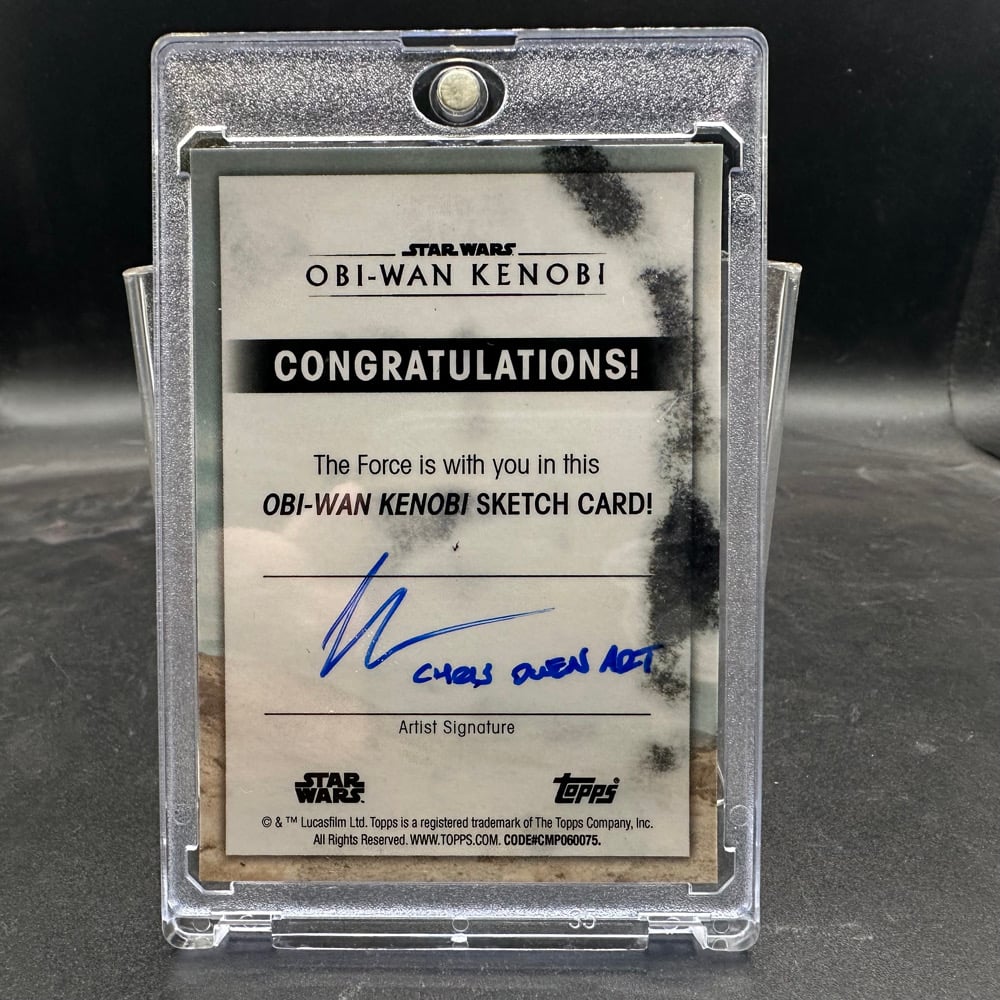 STAR WARS
OBI-WAN KENOBI
CONGRATULATIONS!
The Force is with you in this
OBI-WAN KENOBI SKETCH CARD!
CHRIS OWEN ART
Artist Signature
STAR WARS
topps
© & ™ Lucasfilm Ltd. Topps is a registered trademark of The Topps Company, Inc.
All Rights Reserved. WWW.TOPPS.COM. CODE#CMP060075.